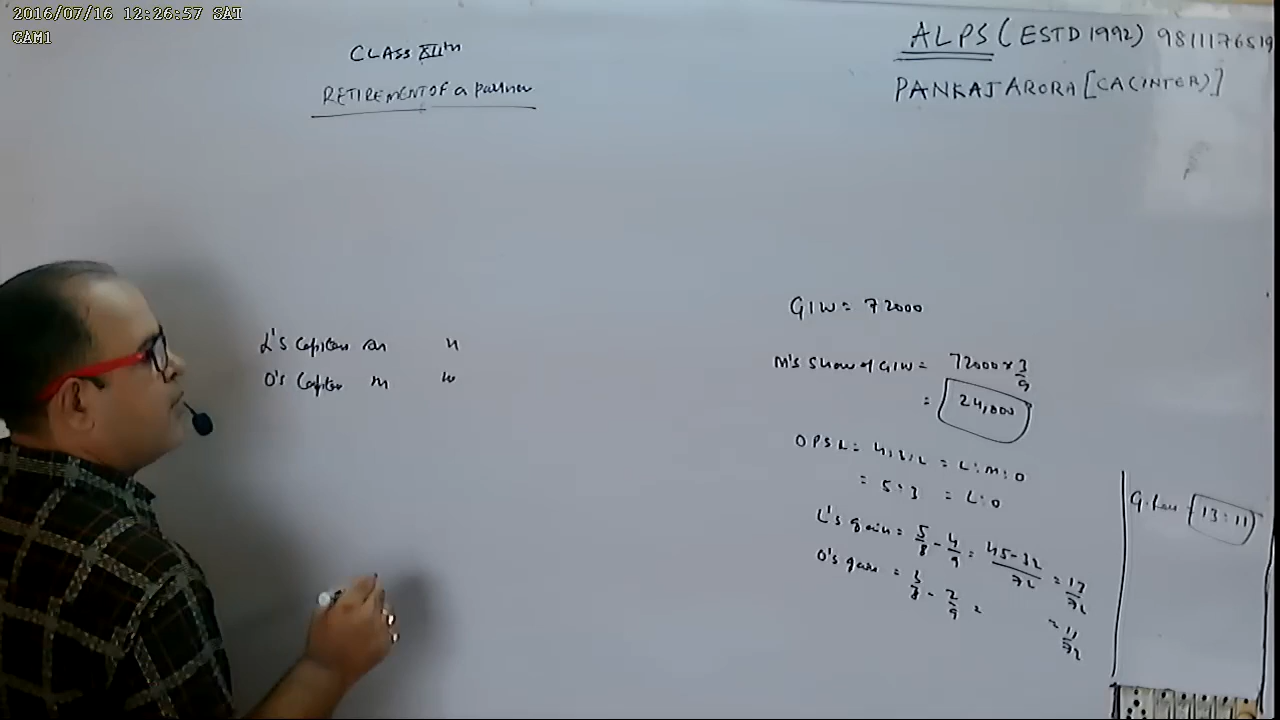 2016/07/16 12:26:57 SAT
CAM1
CLASS XIIth
RETIREMENT OF a partner
ALPS (ESTD 1992) 9811176519
PANKAJ ARORA [CA (INTER)]
L's Capital
O's Capital
G/W = 72000
M's Share of G/W = 72000 × 3/9
= 24,000
OPSR = 4:3:2 = L:M:O
= 5:3 = L:O
L's gain = 5/8 - 4/9 = 45-32/72 = 13/72
O's gain = 3/8 - 2/9 = = 11/72
13:11